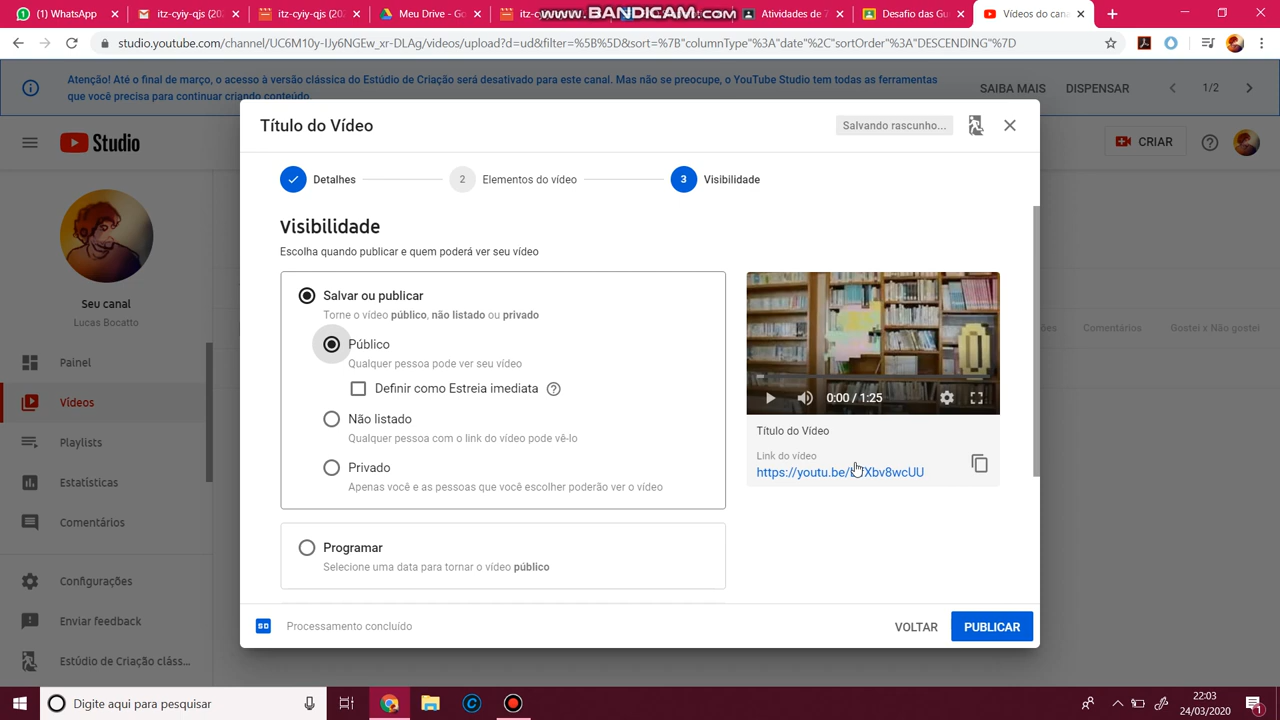 (1) WhatsApp
itz-cyiy-qjs (202
itz-cyiy-qjs (202
Meu Drive - Go
itz-cy
www.BANDICAM.com
Atividades de 7
Desafio das Gu
Vídeos do cana
studio.youtube.com/channel/UC6M10y-IJy6NGEw_xr-DLAg/videos/upload?d=ud&filter=%5B%5D&sort=%7B"columnType"%3A"date"%2C"sortOrder"%3A"DESCENDING"%7D
Atenção! Até o final de março, o acesso à versão clássica do Estúdio de Criação será desativado para este canal. Mas não se preocupe, o YouTube Studio tem todas as ferramentas
que você precisa para continuar criando conteúdo.
SAIBA MAIS
DISPENSAR
1/2
Studio
CRIAR
Título do Vídeo
Salvando rascunho...
Detalhes
2
Elementos do vídeo
3
Visibilidade
Visibilidade
Escolha quando publicar e quem poderá ver seu vídeo
Salvar ou publicar
Torne o vídeo público, não listado ou privado
Público
Qualquer pessoa pode ver seu vídeo
Definir como Estreia imediata
Não listado
Qualquer pessoa com o link do vídeo pode vê-lo
Privado
Apenas você e as pessoas que você escolher poderão ver o vídeo
Programar
Selecione uma data para tornar o vídeo público
0:00 / 1:25
Título do Vídeo
Link do vídeo
SD
Processamento concluído
VOLTAR
PUBLICAR
Seu canal
Lucas Bocatto
Painel
Vídeos
Playlists
Estatísticas
Comentários
Configurações
Enviar feedback
Estúdio de Criação cláss...
Comentários
Gostei x Não gostei
Digite aqui para pesquisar
22:03
24/03/2020
1